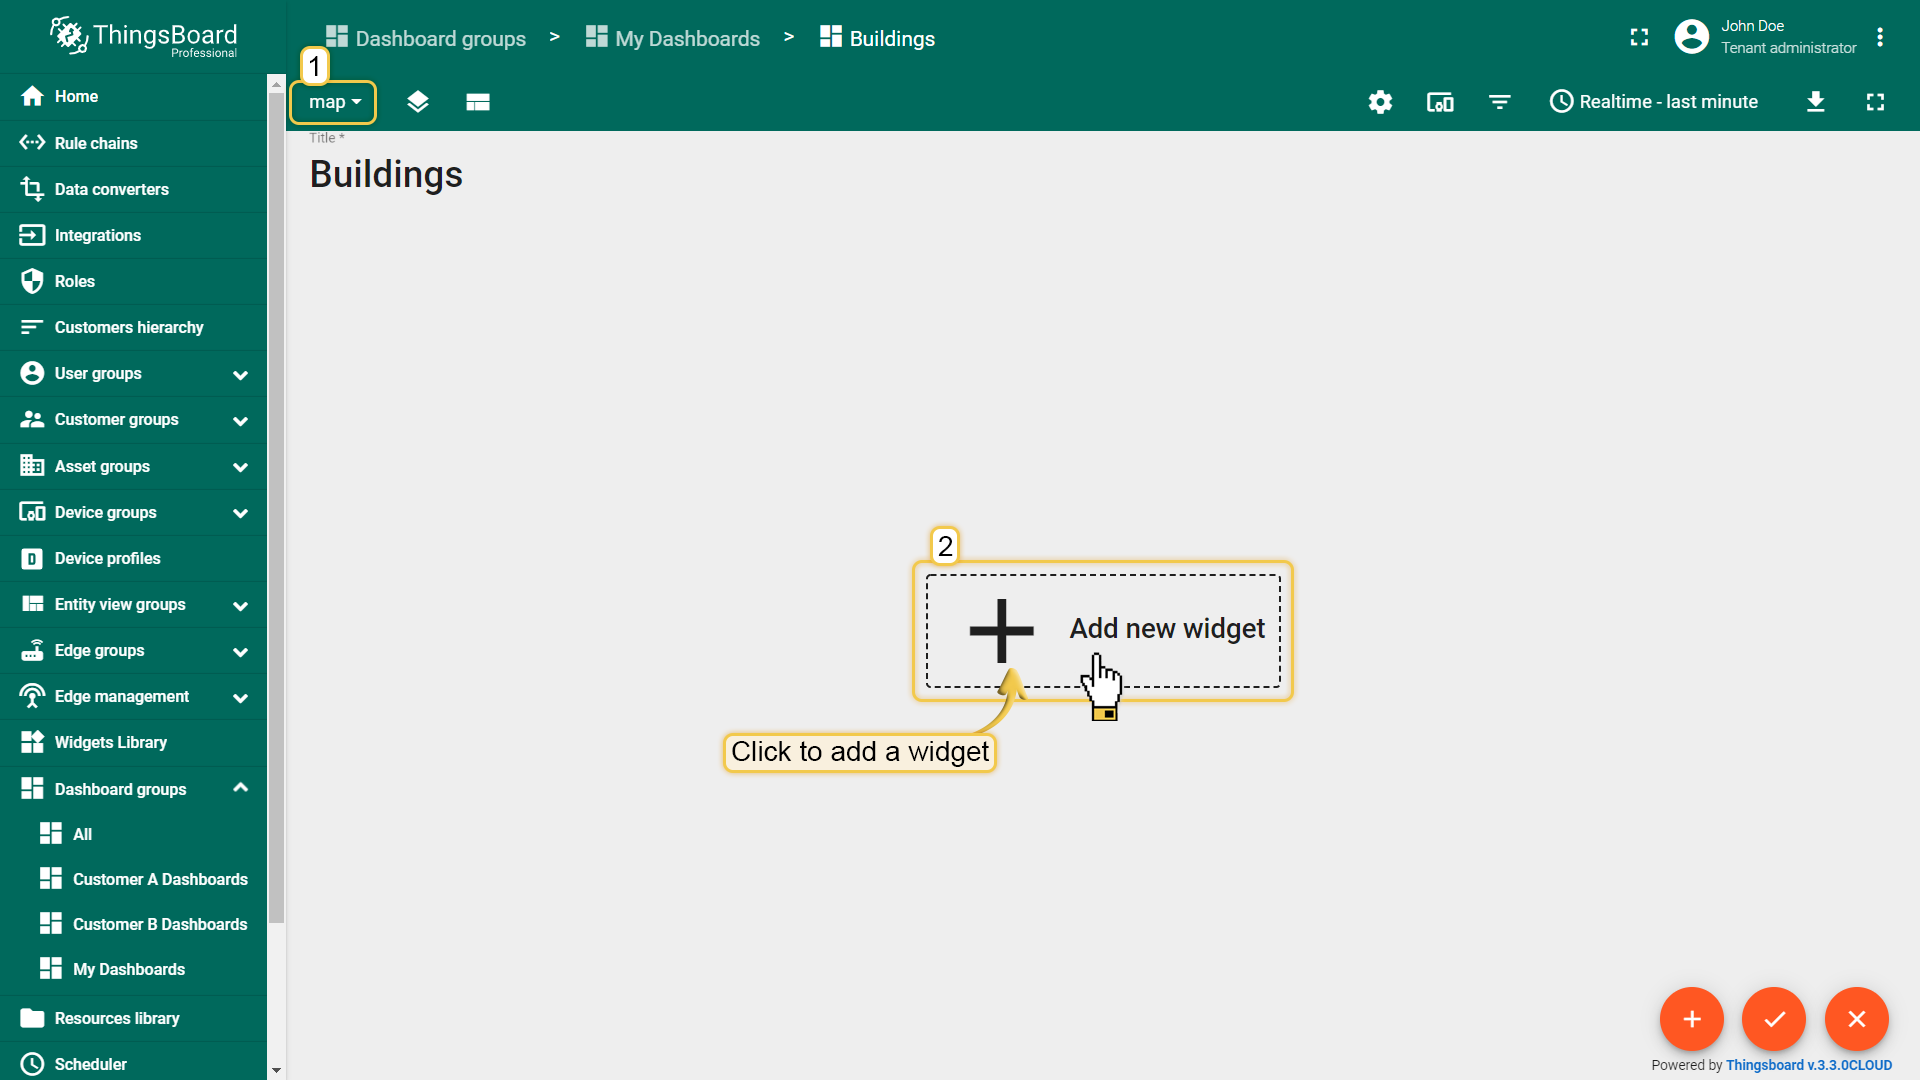 ThingsBoard
Professional
Dashboard groups > My Dashboards > Buildings
John Doe
Tenant administrator
1
map
Realtime - last minute
Home
Rule chains
Data converters
Integrations
Roles
Customers hierarchy
User groups
Customer groups
Asset groups
Device groups
D
Device profiles
Entity view groups
Edge groups
Edge management
Widgets Library
Dashboard groups
All
Customer A Dashboards
Customer B Dashboards
My Dashboards
Resources library
Scheduler
Title *
Buildings
2
Add new widget
Click to add a widget
Powered by Thingsboard v.3.3.0CLOUD